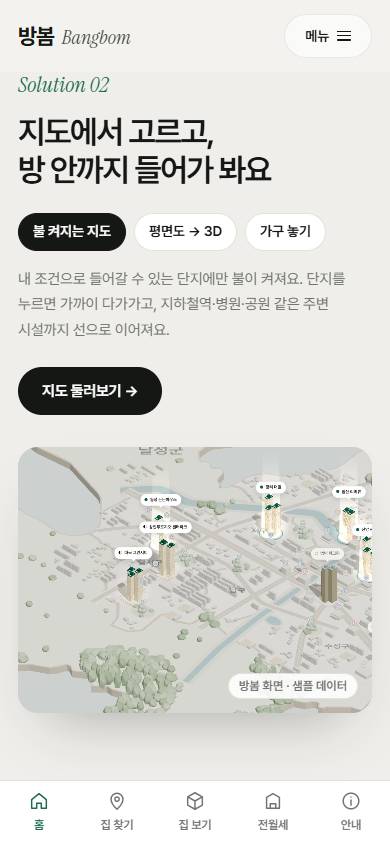 방봄 Bangbom
메뉴
Solution 02
지도에서 고르고,
방 안까지 들어가 봐요
불 켜지는 지도
평면도 → 3D
가구 놓기
내 조건으로 들어갈 수 있는 단지에만 불이 켜져요. 단지를
누르면 가까이 다가가고, 지하철역·병원·공원 같은 주변
시설까지 선으로 이어져요.
지도 둘러보기 →
달성군
방봄 화면 · 샘플 데이터
홈
집 찾기
집 보기
전월세
안내